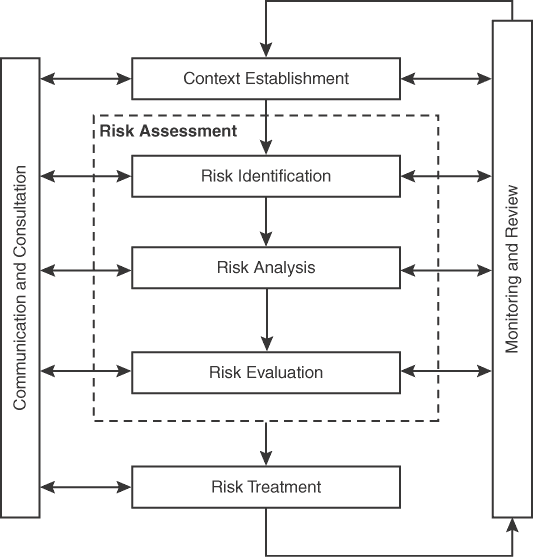 Context Establishment
Risk Assessment
Risk Identification
Risk Analysis
Risk Evaluation
Risk Treatment
Communication and Consultation
Monitoring and Review